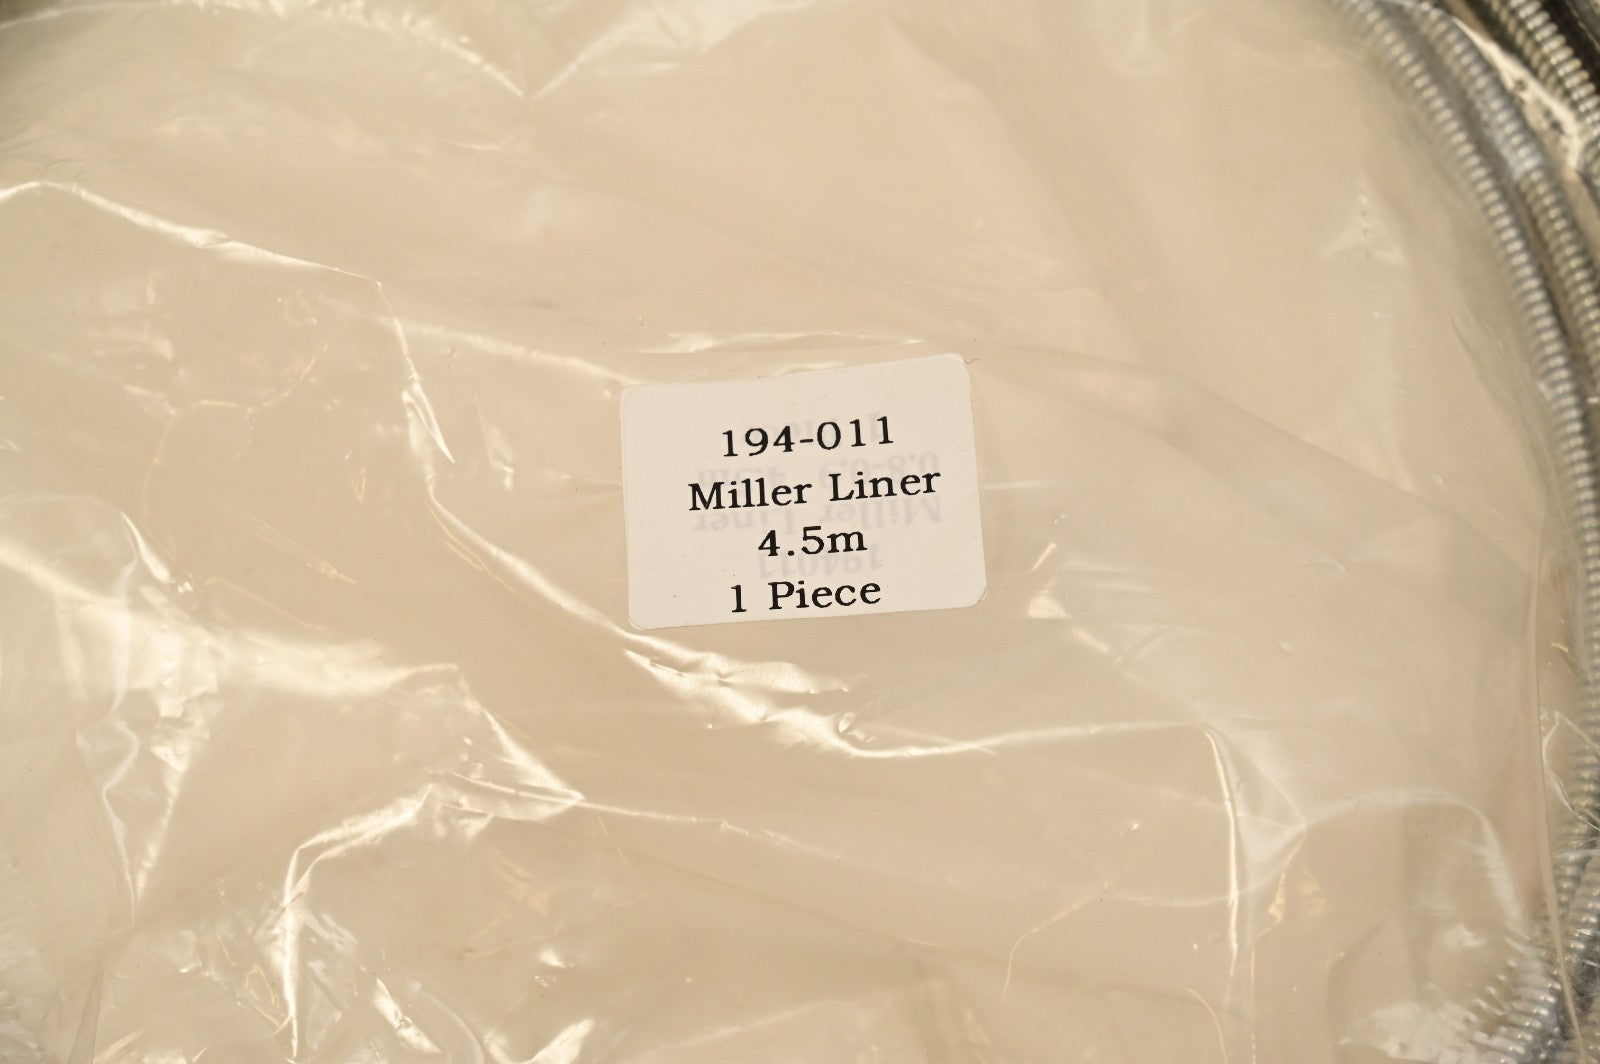 194-011
Miller Liner
4.5m
1 Piece